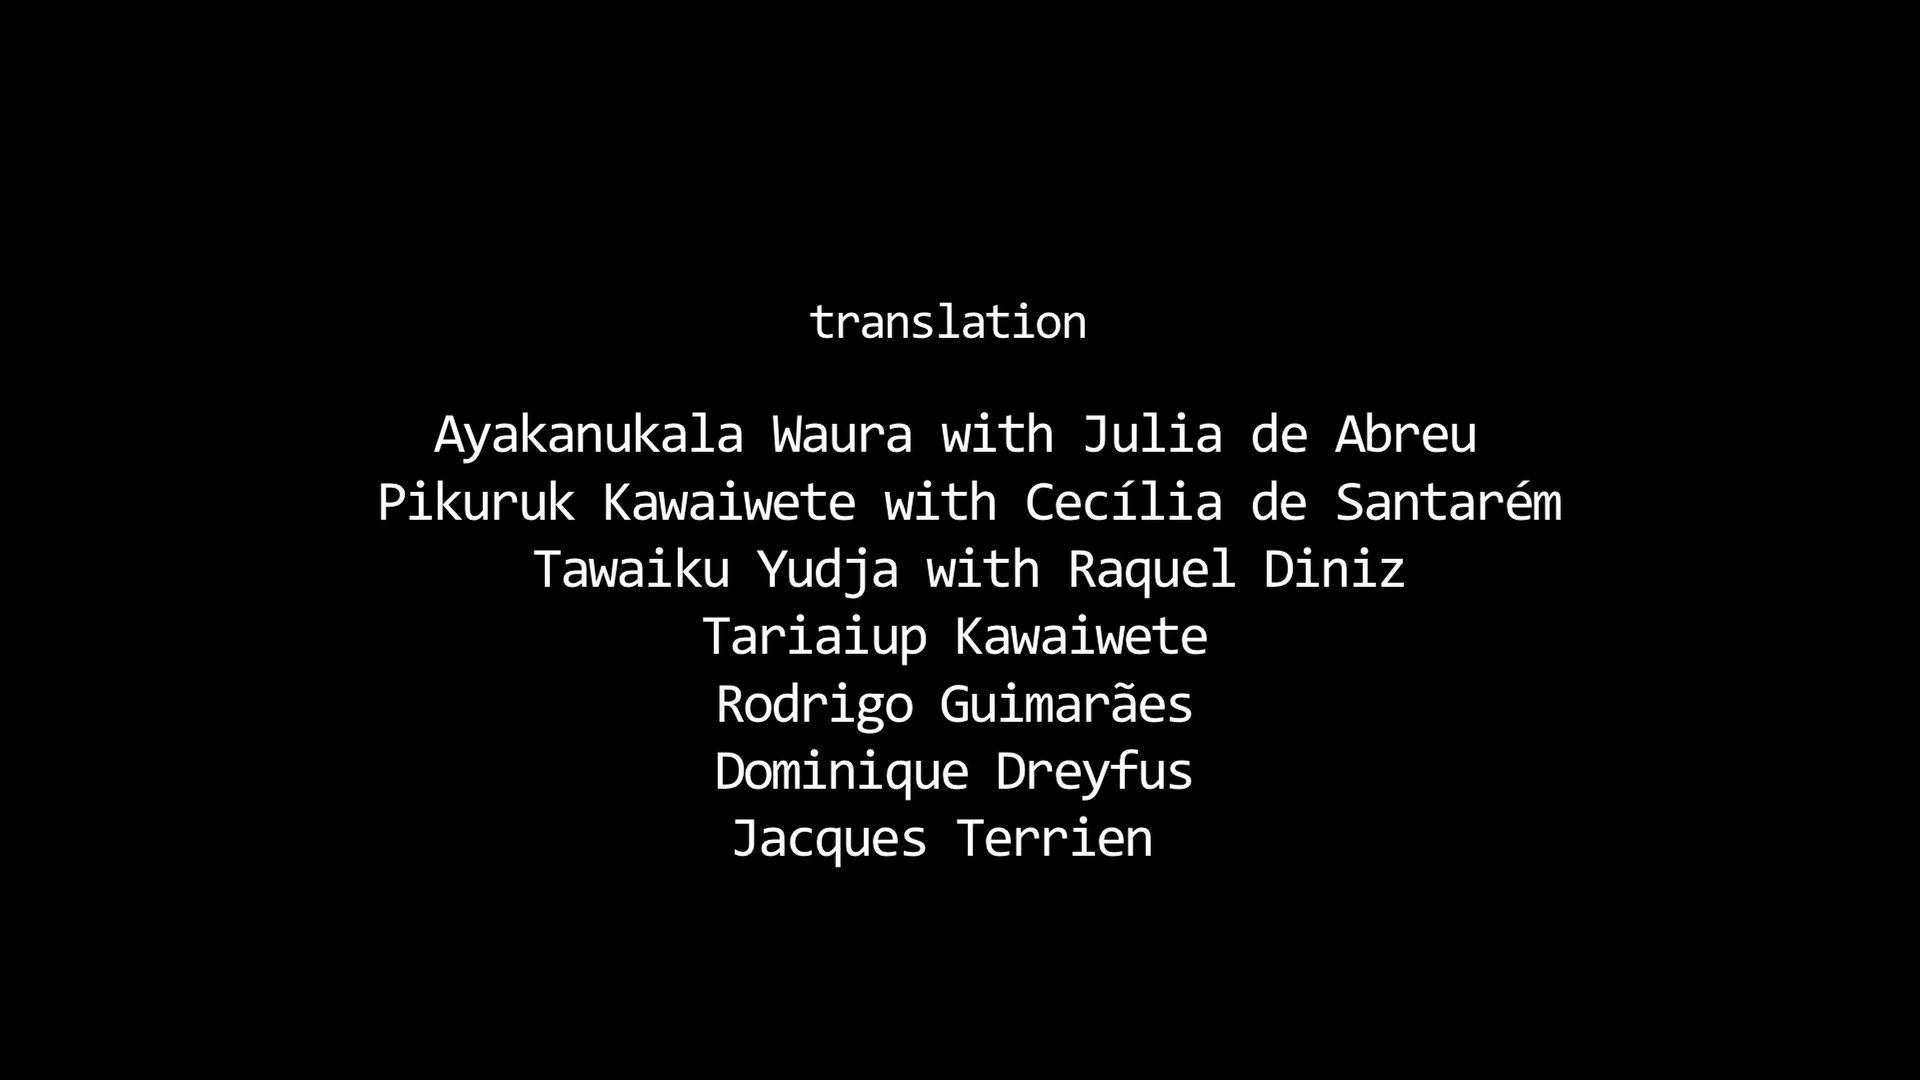 translation
Ayakanukala Waura with Julia de Abreu
Pikuruk Kawaiwete with Cecília de Santarém
Tawaiku Yudja with Raquel Diniz
Tariaiup Kawaiwete
Rodrigo Guimarães
Dominique Dreyfus
Jacques Terrien